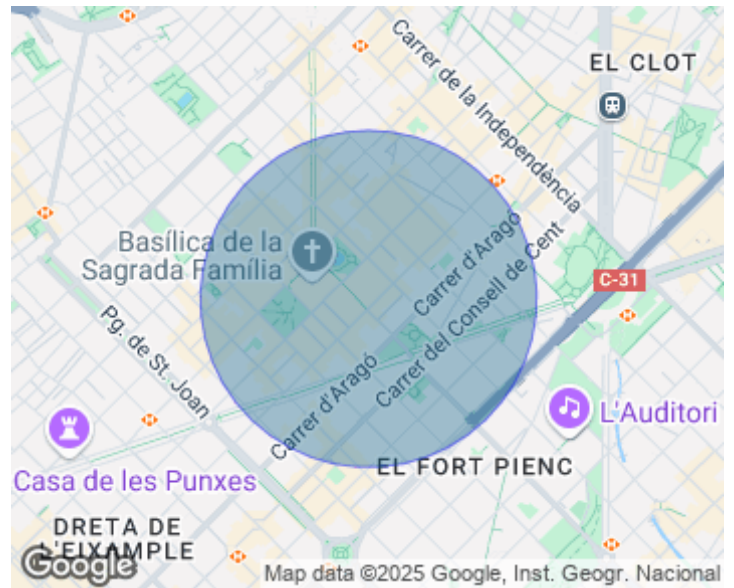 EL CLOT
Carrer de la Independència
Basílica de la
Sagrada Família
Carrer d'Aragó
Carrer del Consell de Cent
C-31
Pg. de St. Joan
Carrer d'Aragó
L'Auditori
Casa de les Punxes
EL FORT PIENC
DRETA DE
L'EIXAMPLE
Google
Map data ©2025 Google, Inst. Geogr. Nacional